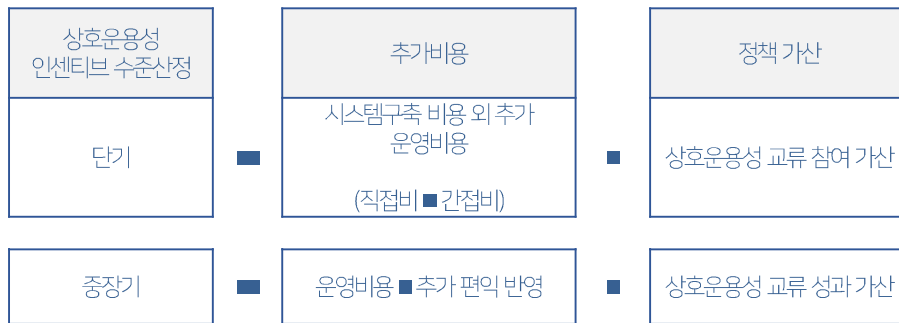 상호운용성
인센티브 수준산정
추가비용
정책 가산
단기
시스템구축 비용 외 추가
운영비용
(직접비 ■ 간접비)
상호운용성 교류 참여 가산
중장기
운영비용 ■ 추가 편익 반영
상호운용성 교류 성과 가산